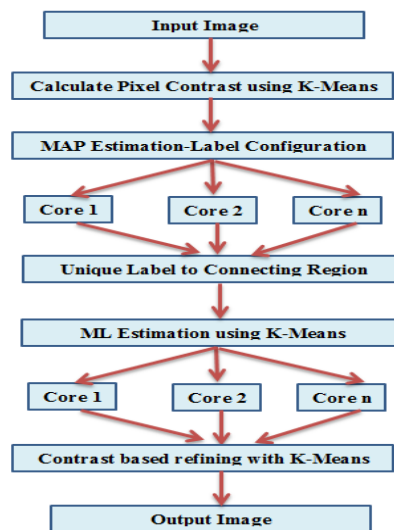 Input Image
Calculate Pixel Contrast using K-Means
MAP Estimation-Label Configuration
Core 1 Core 2 Core n
Unique Label to Connecting Region
ML Estimation using K-Means
Core 1 Core 2 Core n
Contrast based refining with K-Means
Output Image